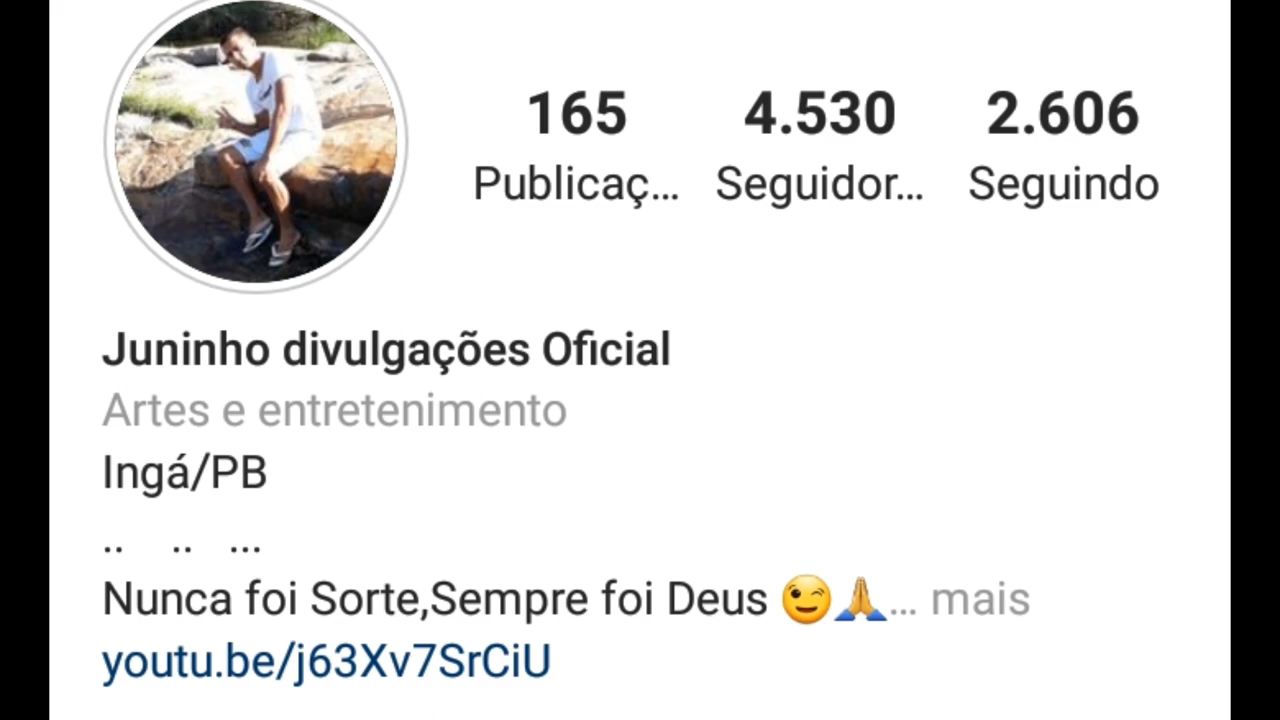 165 4.530 2.606
Publicaç... Seguidor... Seguindo
Juninho divulgações Oficial
Artes e entretenimento
Ingá/PB
.. .. ...
Nunca foi Sorte,Sempre foi Deus 😉🙏... mais
youtu.be/j63Xv7SrCiU